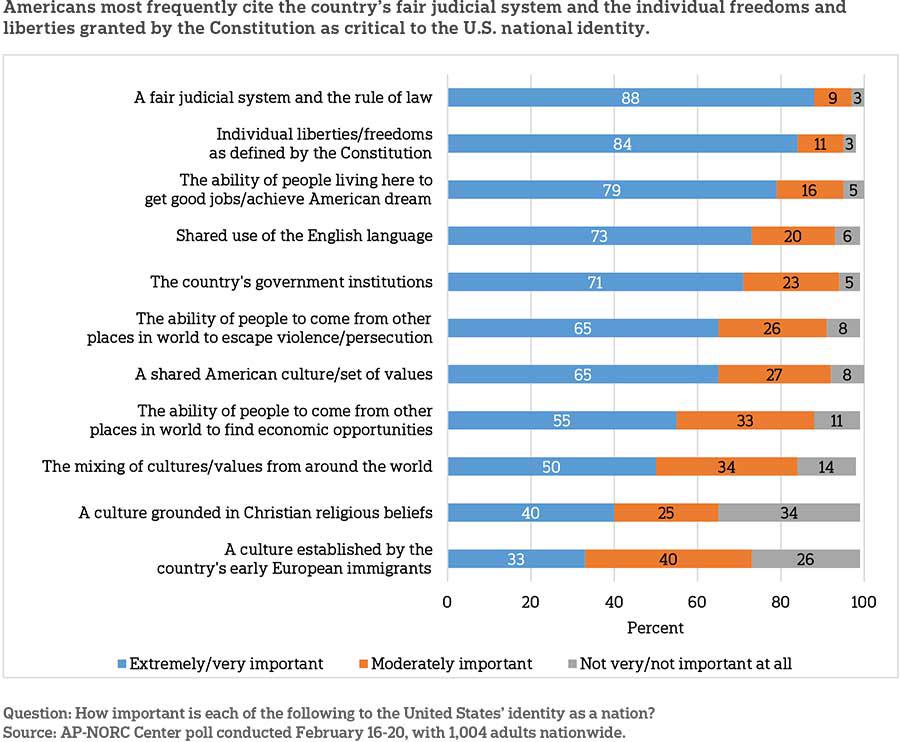 Americans most frequently cite the country's fair judicial system and the individual freedoms and
liberties granted by the Constitution as critical to the U.S. national identity.
A fair judicial system and the rule of law
88 9 3
Individual liberties/freedoms
as defined by the Constitution
84 11 3
The ability of people living here to
get good jobs/achieve American dream
79 16 5
Shared use of the English language
73 20 6
The country's government institutions
71 23 5
The ability of people to come from other
places in world to escape violence/persecution
65 26 8
A shared American culture/set of values
65 27 8
The ability of people to come from other
places in world to find economic opportunities
55 33 11
The mixing of cultures/values from around the world
50 34 14
A culture grounded in Christian religious beliefs
40 25 34
A culture established by the
country's early European immigrants
33 40 26
0 20 40 60 80 100
Percent
Extremely/very important Moderately important Not very/not important at all
Question: How important is each of the following to the United States' identity as a nation?
Source: AP-NORC Center poll conducted February 16-20, with 1,004 adults nationwide.